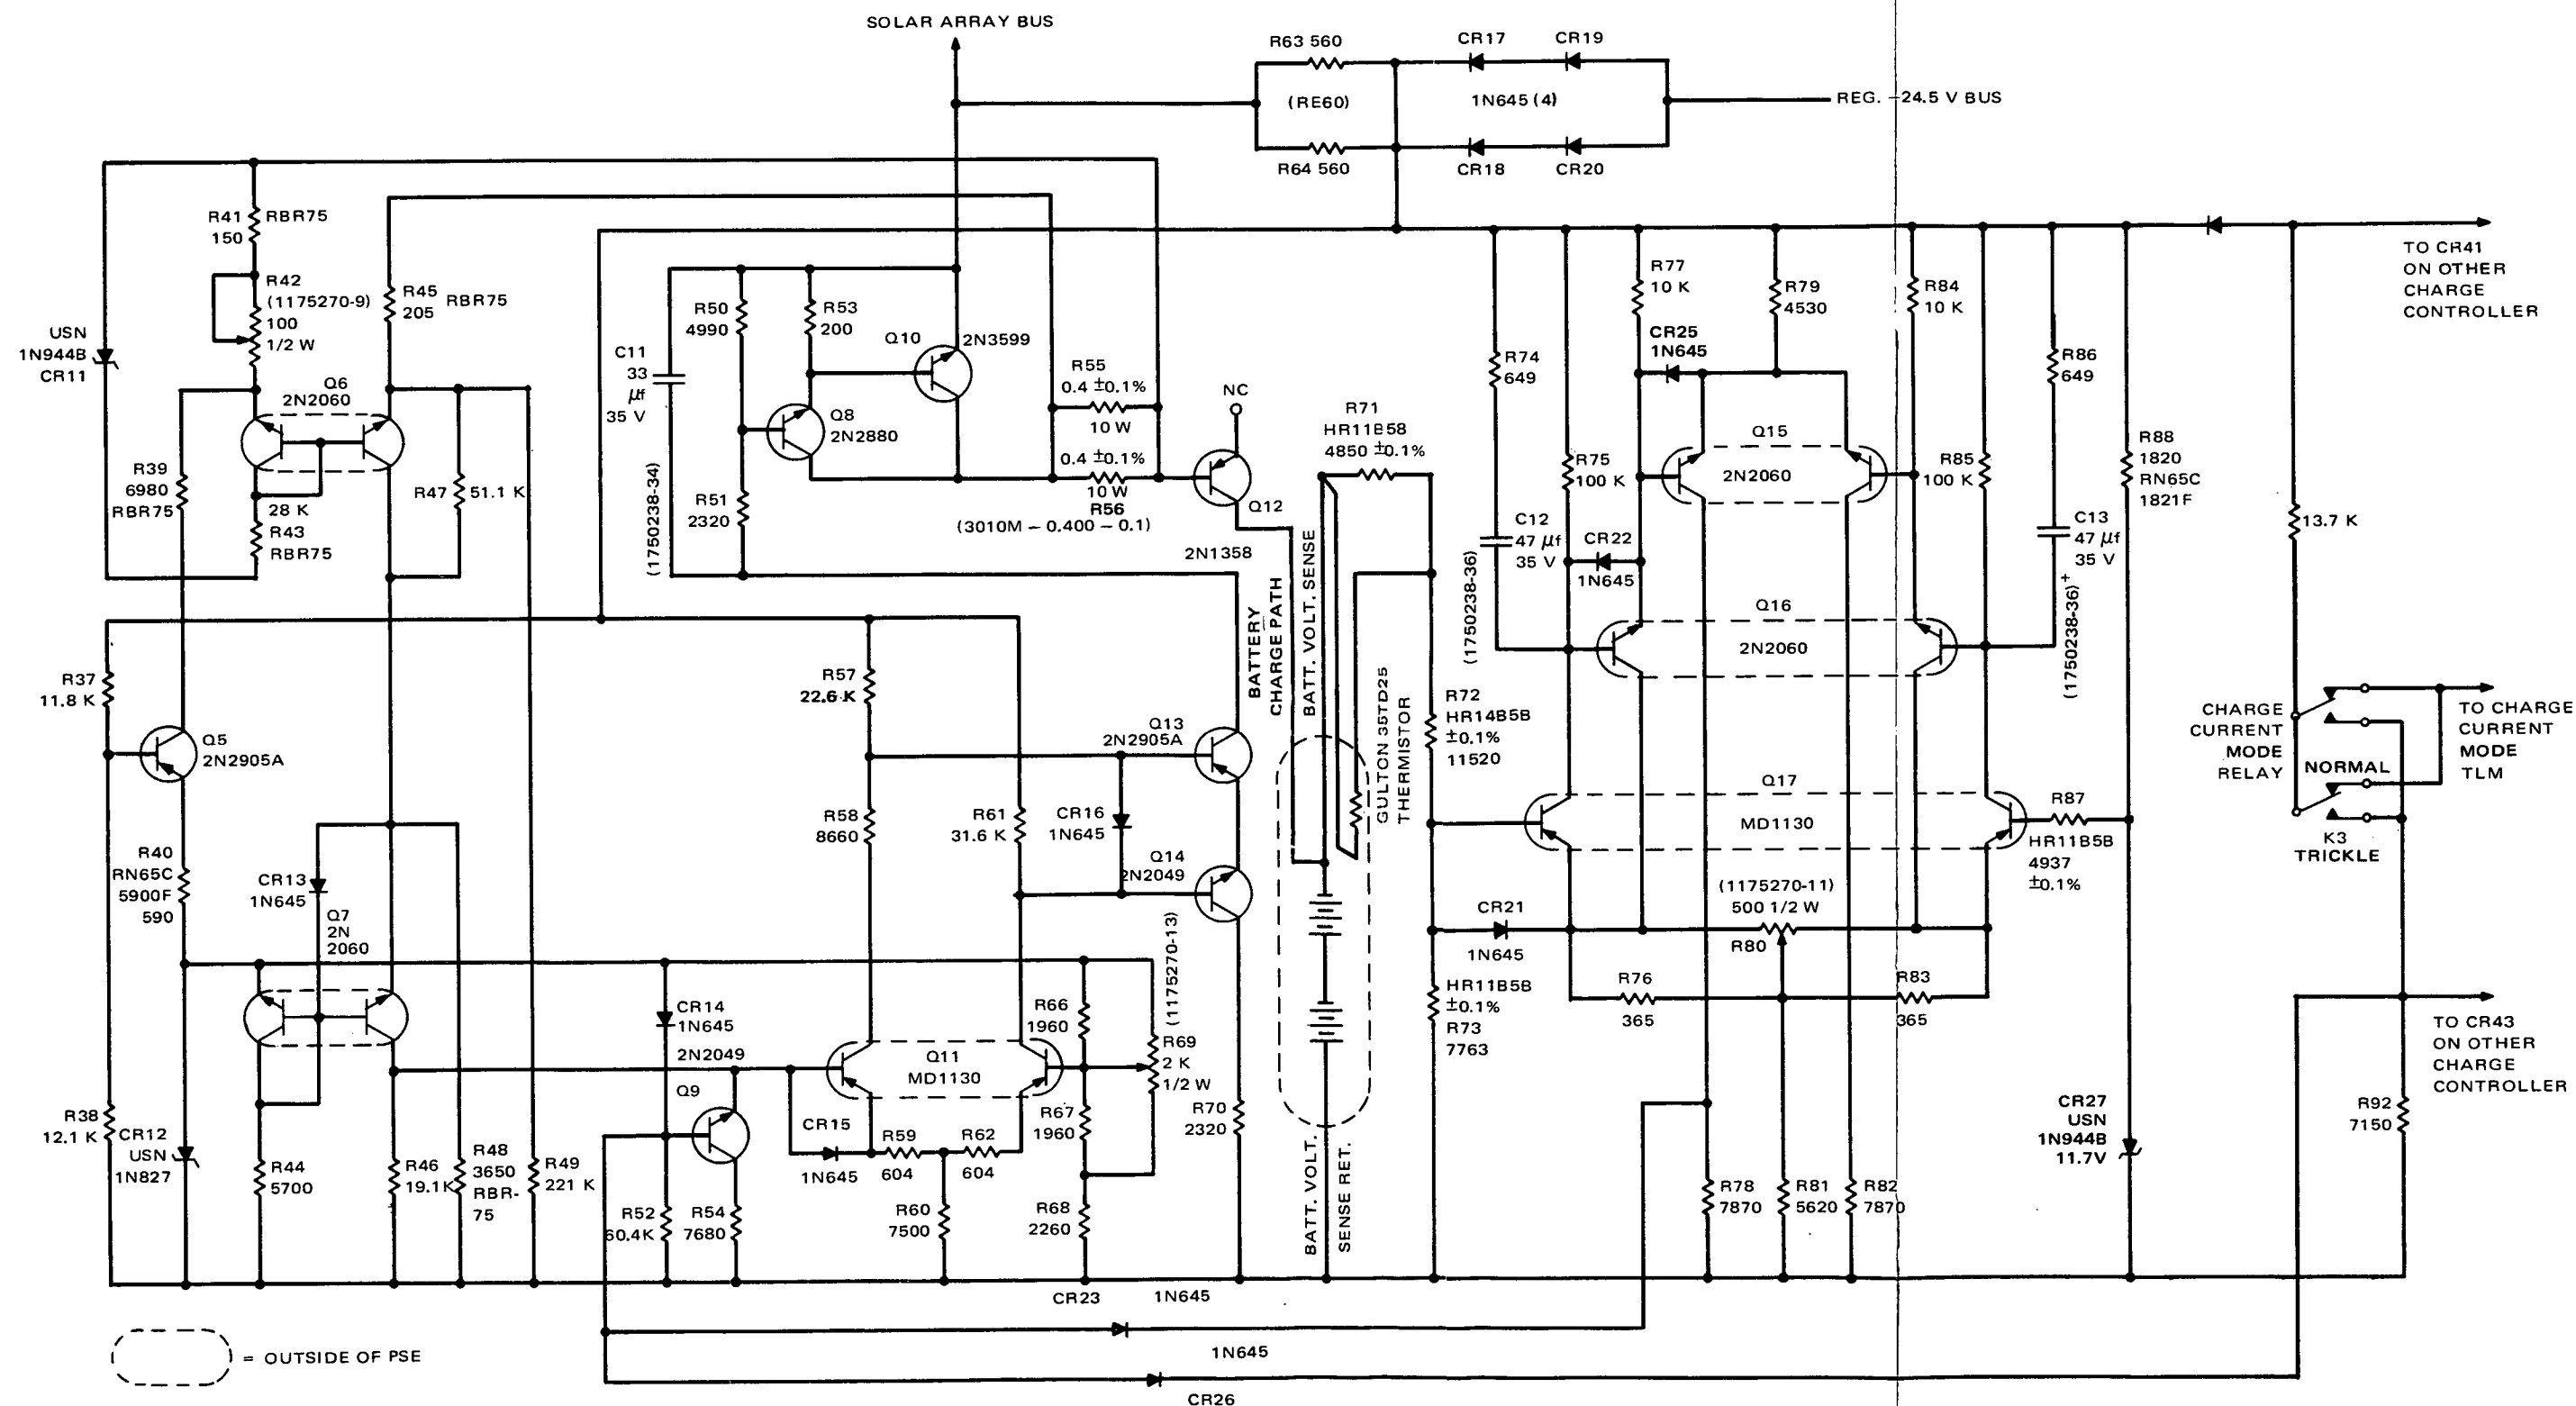 SOLAR ARRAY BUS
R63 560
(RE60)
R64 560
CR17
CR19
1N645 (4)
CR18
CR20
REG. -24.5 V BUS
TO CR41
ON OTHER
CHARGE
CONTROLLER
R41
150
RBR75
R42
(1175270-9)
100
1/2 W
R45
205
RBR75
USN
1N944B
CR11
Q6
2N2060
R39
6980
RBR75
28 K
R43
RBR75
R47
51.1 K
C11
33
µf
35 V
(1750238-34)
R50
4990
R53
200
Q10
2N3599
Q8
2N2880
R51
2320
R55
0.4 ±0.1%
10 W
0.4 ±0.1%
10 W
R56
(3010M - 0.400 - 0.1)
NC
Q12
2N1358
R71
HR11B58
4850 ±0.1%
BATTERY
CHARGE PATH
BATT. VOLT. SENSE
GULTON 35TD25
THERMISTOR
R74
649
C12
47 µf
35 V
(1750238-36)
R75
100 K
R77
10 K
CR25
1N645
R79
4530
CR22
1N645
Q15
2N2060
R84
10 K
R85
100 K
R86
649
C13
47 µf
35 V
(1750238-36)+
R88
1820
RN65C
1821F
13.7 K
Q16
2N2060
R37
11.8 K
Q5
2N2905A
R40
RN65C
5900F
590
R57
22.6 K
R58
8660
R61
31.6 K
CR16
1N645
Q13
2N2905A
Q14
2N2049
R72
HR14B5B
±0.1%
11520
Q17
MD1130
R87
HR11B5B
4937
±0.1%
CHARGE
CURRENT
MODE
RELAY
NORMAL
K3
TRICKLE
TO CHARGE
CURRENT
MODE
TLM
CR13
1N645
Q7
2N
2060
CR14
1N645
2N2049
Q9
Q11
MD1130
R66
1960
R69
2 K
1/2 W
(1175270-13)
R67
1960
R68
2260
CR15
1N645
R59
604
R62
604
R60
7500
R70
2320
CR21
1N645
(1175270-11)
500 1/2 W
R80
R76
365
R83
365
HR11B5B
±0.1%
R73
7763
TO CR43
ON OTHER
CHARGE
CONTROLLER
R38
12.1 K
CR12
USN
1N827
R44
5700
R46
19.1K
R48
3650
RBR-
75
R49
221 K
R52
60.4K
R54
7680
BATT. VOLT.
SENSE RET.
R78
7870
R81
5620
R82
7870
CR27
USN
1N944B
11.7V
R92
7150
CR23
1N645
1N645
CR26
= OUTSIDE OF PSE